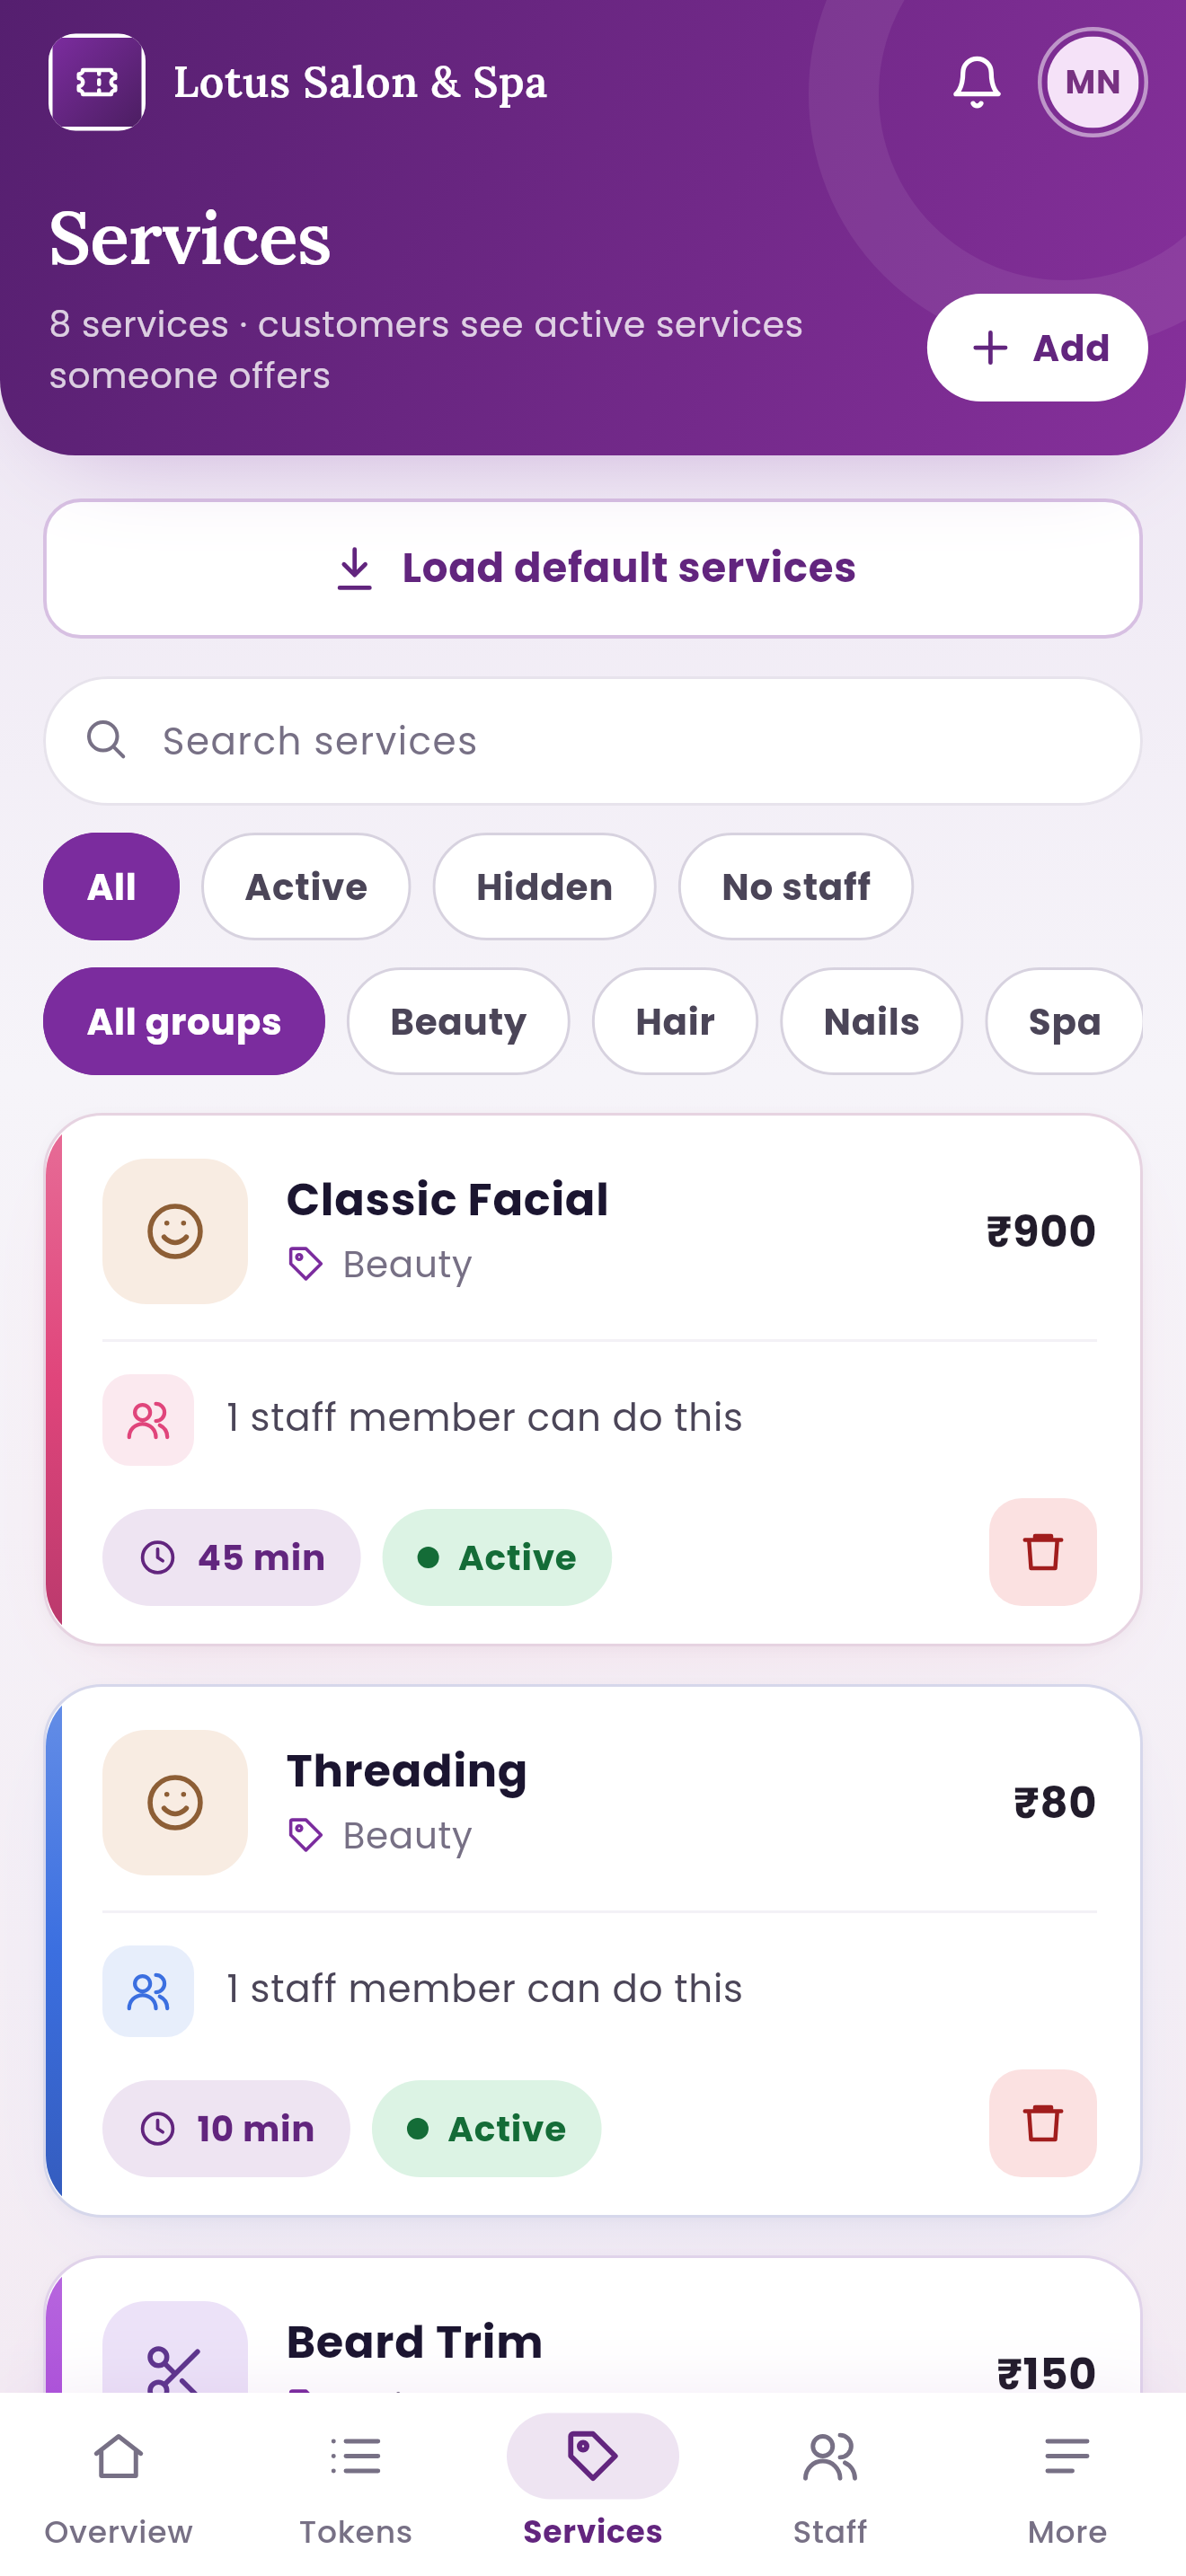 Lotus Salon & Spa
MN
Services
8 services · customers see active services
someone offers
Add
Load default services
Search services
All
Active
Hidden
No staff
All groups
Beauty
Hair
Nails
Spa
Classic Facial
₹900
Beauty
1 staff member can do this
45 min
Active
Threading
₹80
Beauty
1 staff member can do this
10 min
Active
Beard Trim
₹150
Overview
Tokens
Services
Staff
More